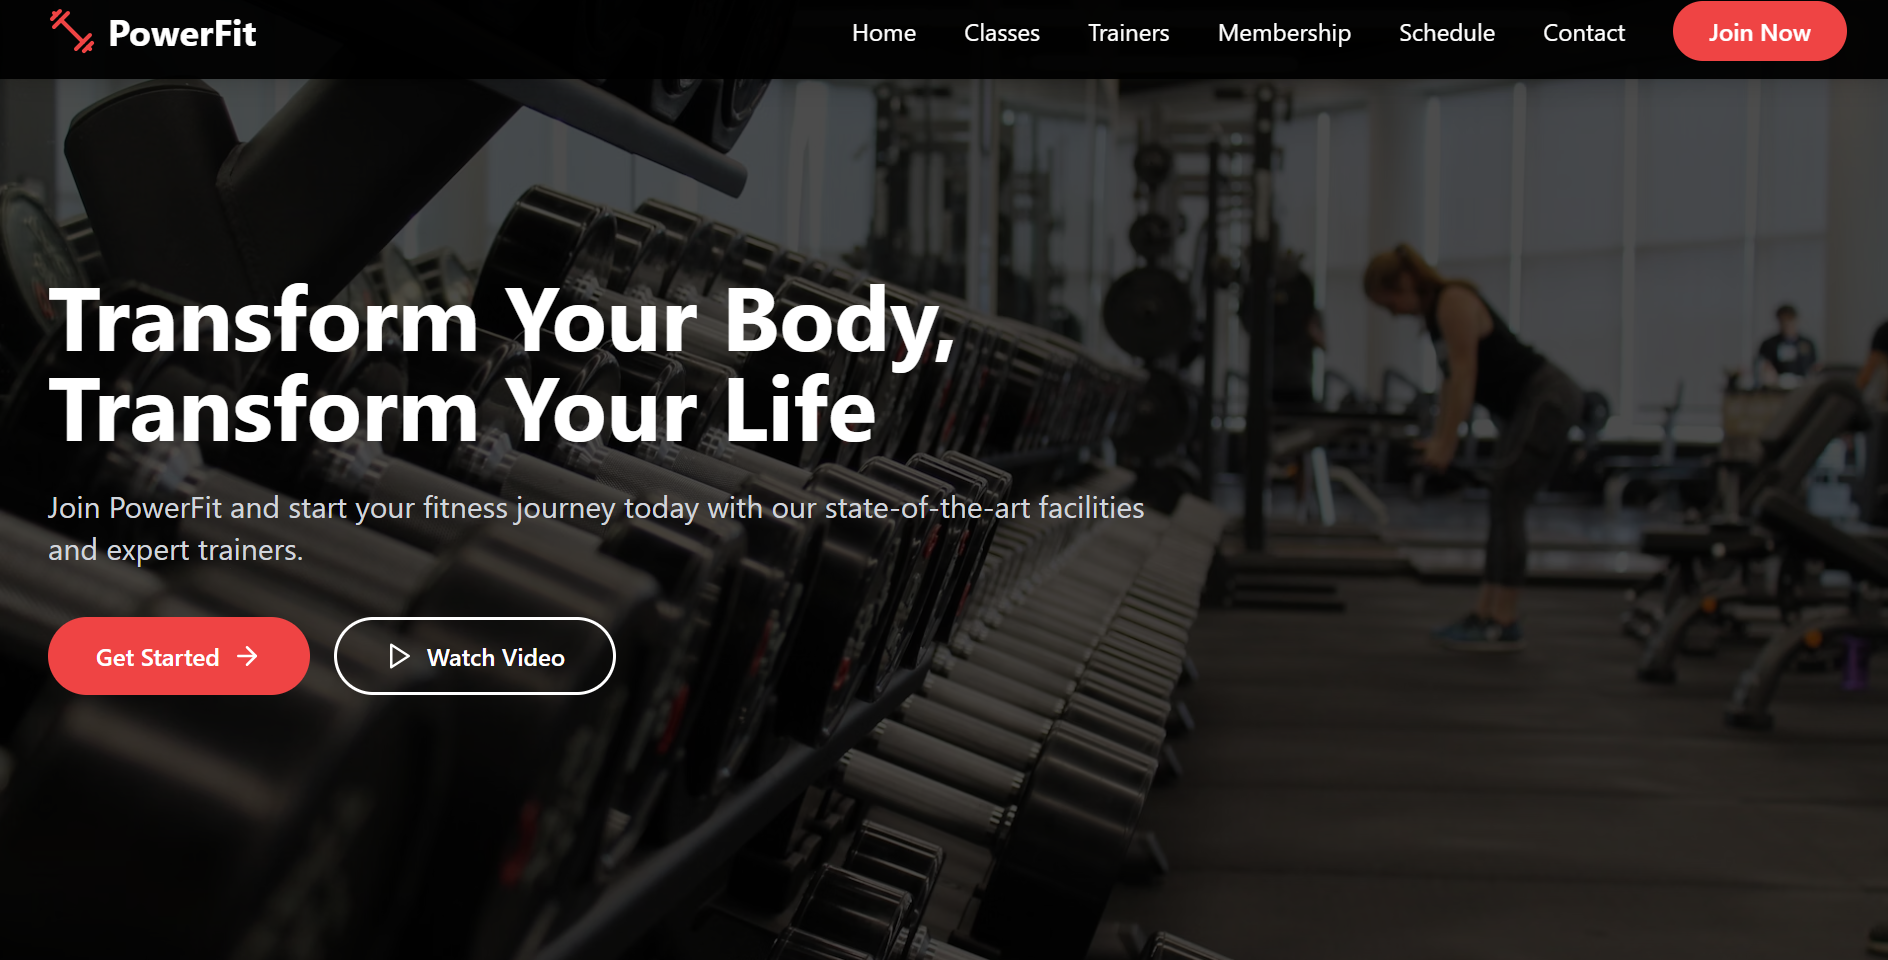 PowerFit
Home
Classes
Trainers
Membership
Schedule
Contact
Join Now
Transform Your Body,
Transform Your Life
Join PowerFit and start your fitness journey today with our state-of-the-art facilities
and expert trainers.
Get Started
Watch Video